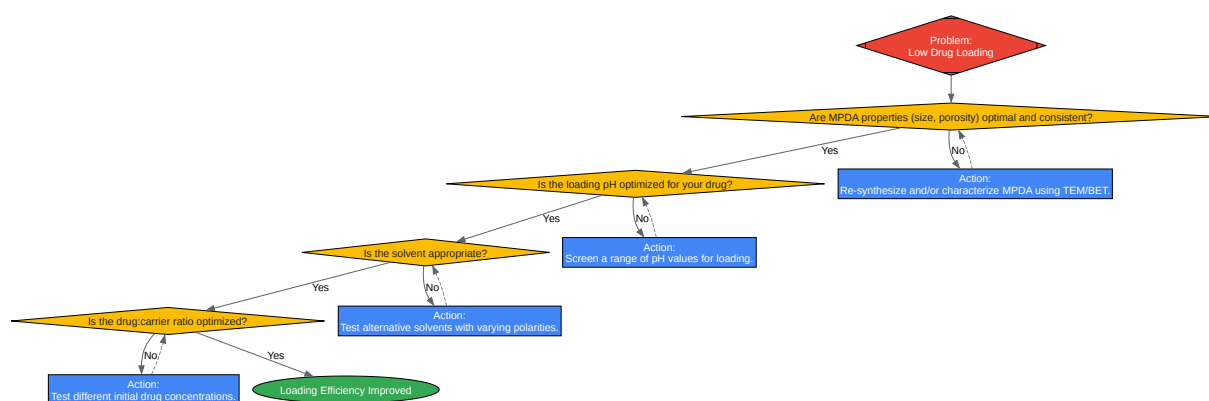 Problem:
Low Drug Loading
Are MPDA properties (size, porosity) optimal and consistent?
Yes
No
Action:
Re-synthesize and/or characterize MPDA using TEM/BET.
Is the loading pH optimized for your drug?
Yes
No
Action:
Screen a range of pH values for loading.
Is the solvent appropriate?
Yes
No
Action:
Test alternative solvents with varying polarities.
Is the drug:carrier ratio optimized?
No
Yes
Action:
Test different initial drug concentrations.
Loading Efficiency Improved